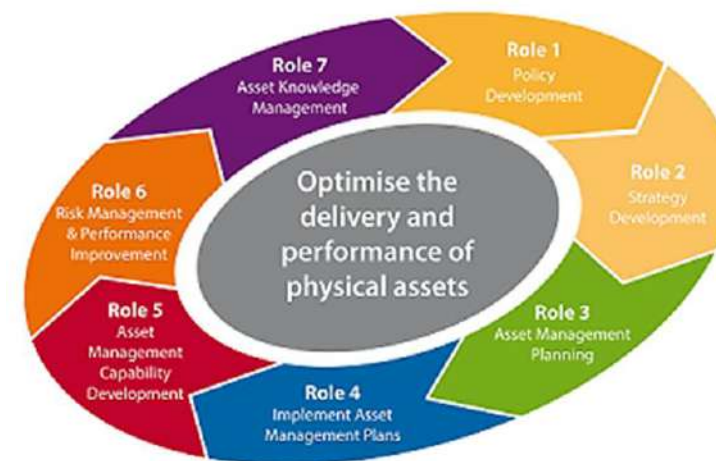 Role 1
Policy
Development
Role 2
Strategy
Development
Role 3
Asset Management
Planning
Role 4
Implement Asset
Management Plans
Role 5
Asset
Management
Capability
Development
Role 6
Risk Management
& Performance
Improvement
Role 7
Asset Knowledge
Management
Optimise the
delivery and
performance of
physical assets